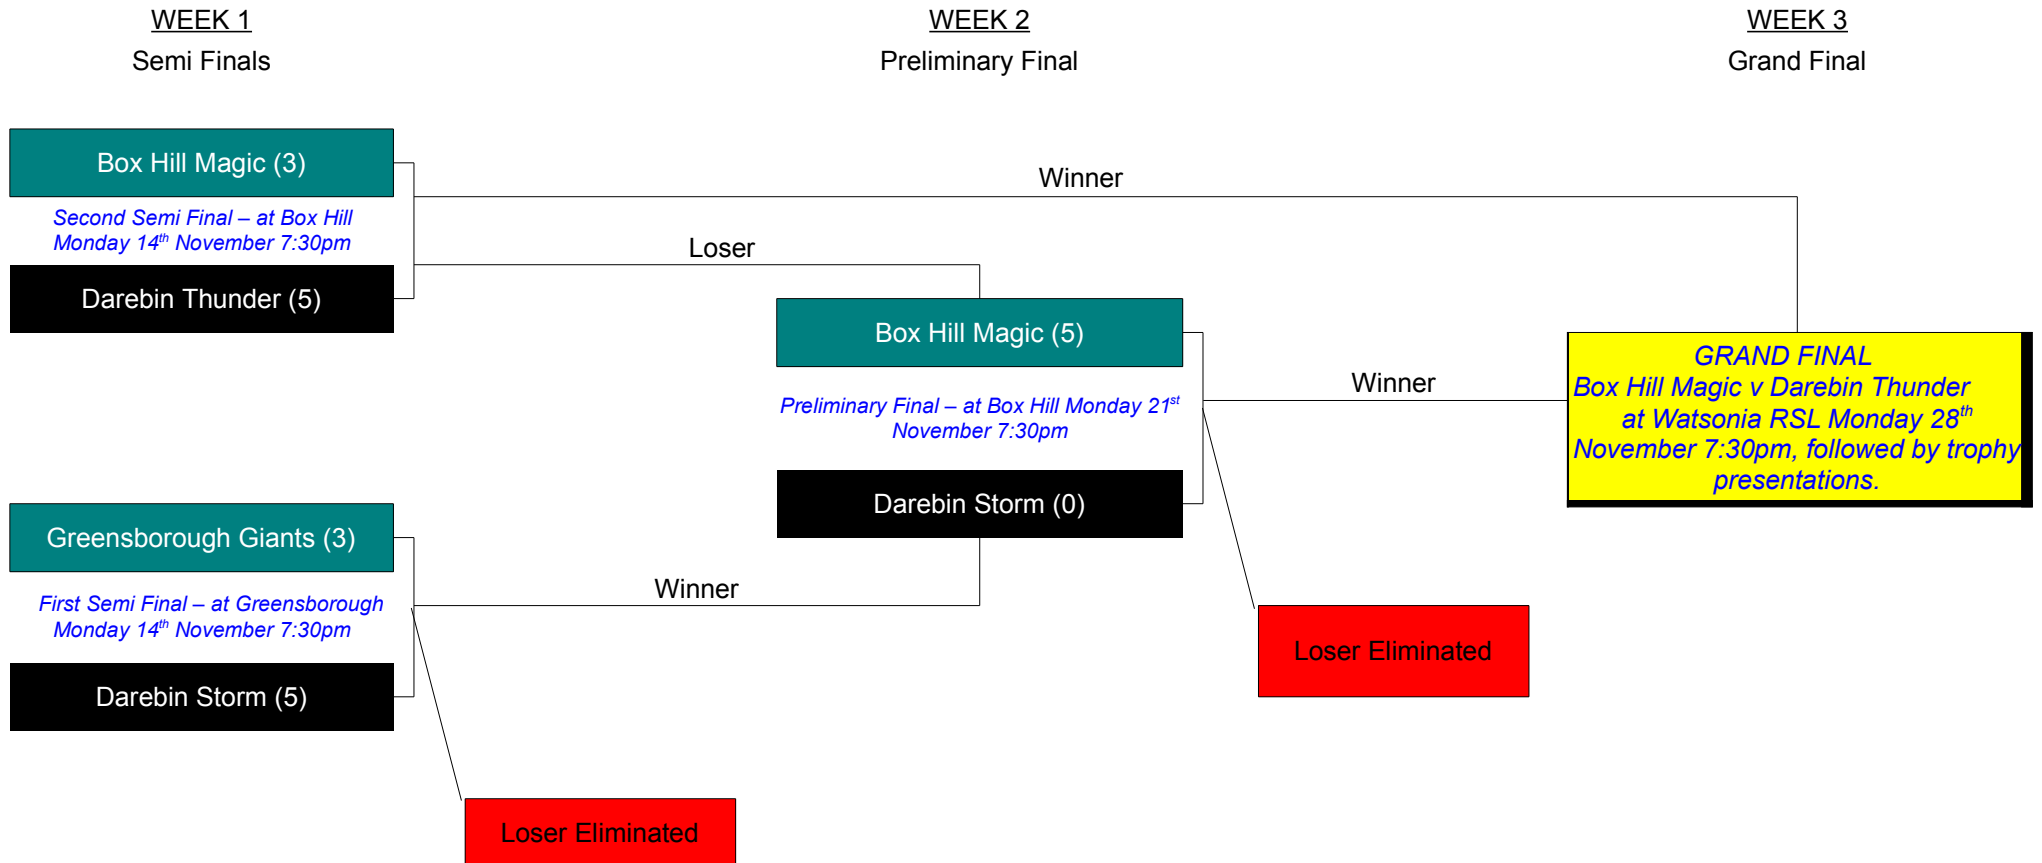 WEEK 1
Semi Finals
WEEK 2
Preliminary Final
WEEK 3
Grand Final
Box Hill Magic (3)
Second Semi Final – at Box Hill
Monday 14th November 7:30pm
Darebin Thunder (5)
Winner
Loser
Box Hill Magic (5)
Preliminary Final – at Box Hill Monday 21st
November 7:30pm
Darebin Storm (0)
Winner
GRAND FINAL
Box Hill Magic v Darebin Thunder
at Watsonia RSL Monday 28th
November 7:30pm, followed by trophy
presentations.
Greensborough Giants (3)
First Semi Final – at Greensborough
Monday 14th November 7:30pm
Darebin Storm (5)
Winner
Loser Eliminated
Loser Eliminated